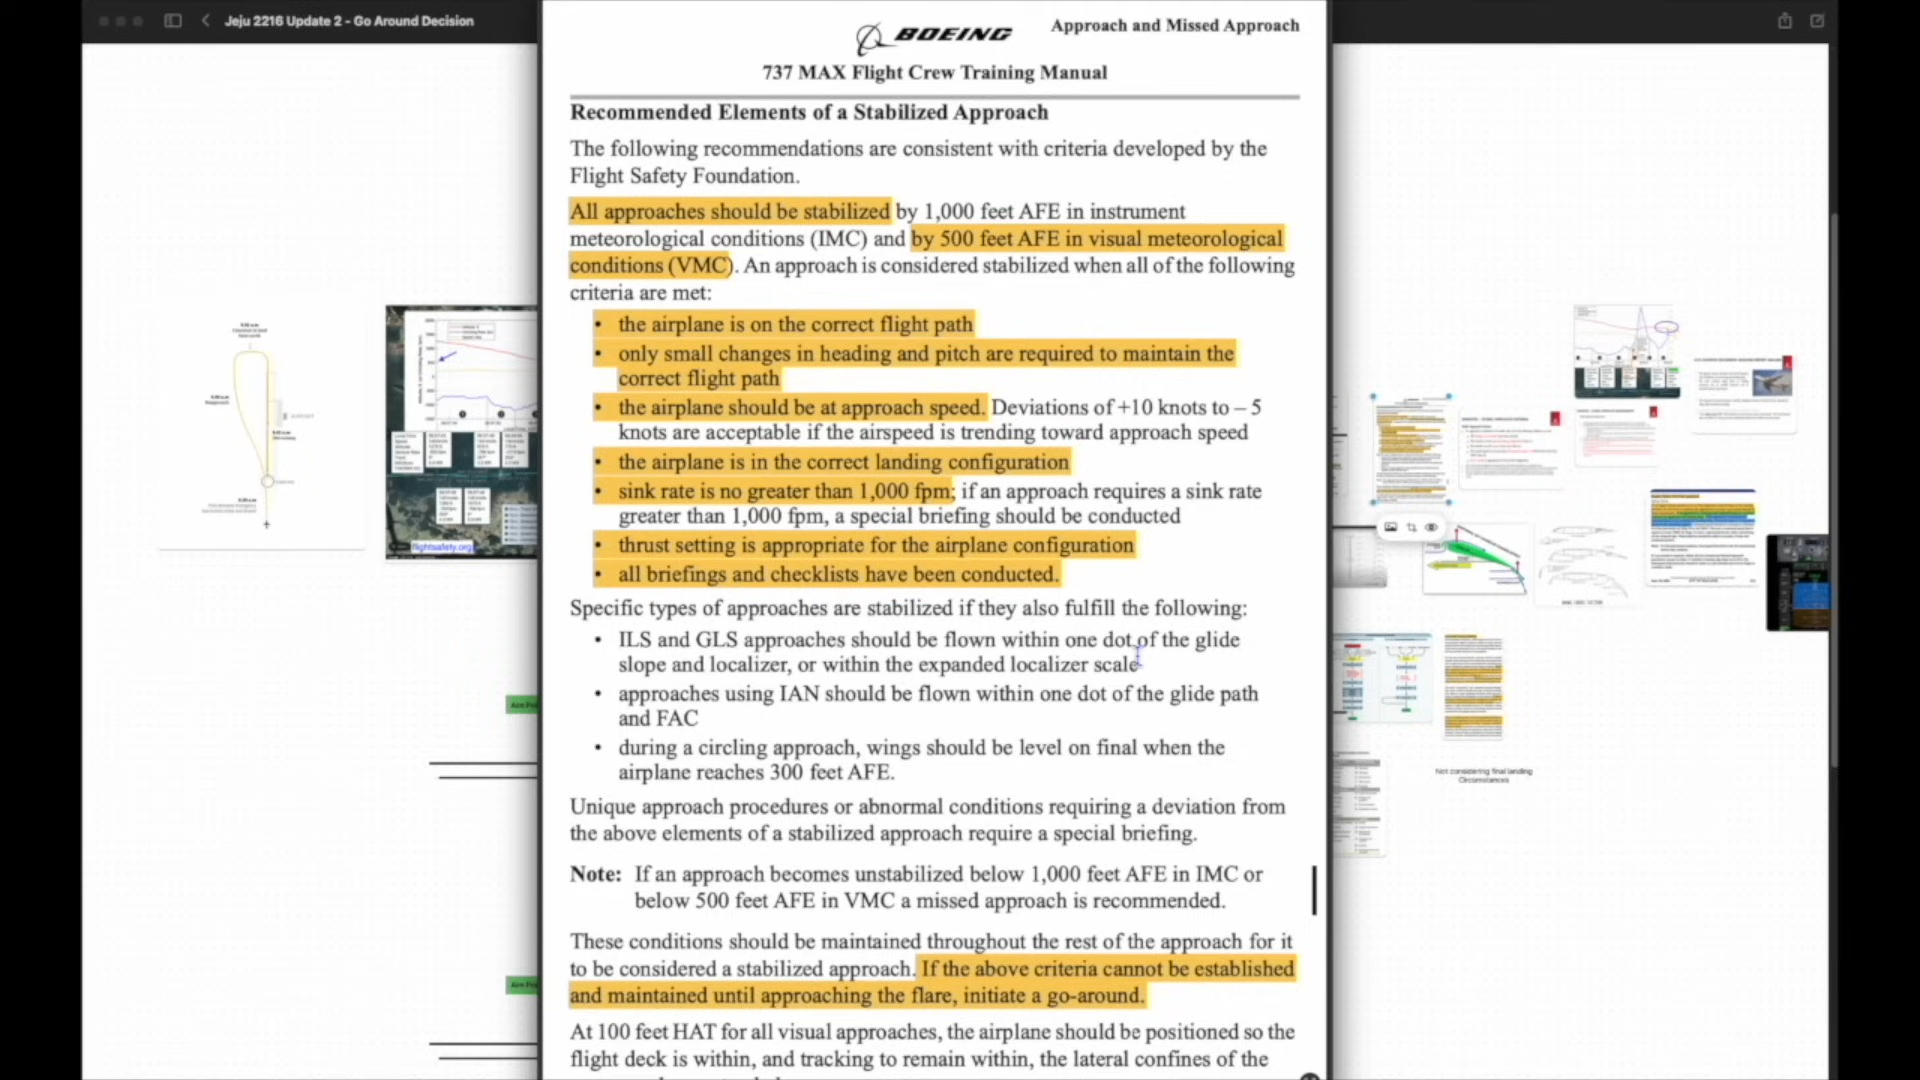 Jeju 2216 Update 2 - Go Around Decision
BOEING
Approach and Missed Approach
737 MAX Flight Crew Training Manual
Recommended Elements of a Stabilized Approach
The following recommendations are consistent with criteria developed by the
Flight Safety Foundation.
All approaches should be stabilized by 1,000 feet AFE in instrument
meteorological conditions (IMC) and by 500 feet AFE in visual meteorological
conditions (VMC). An approach is considered stabilized when all of the following
criteria are met:
• the airplane is on the correct flight path
• only small changes in heading and pitch are required to maintain the
correct flight path
• the airplane should be at approach speed. Deviations of +10 knots to – 5
knots are acceptable if the airspeed is trending toward approach speed
• the airplane is in the correct landing configuration
• sink rate is no greater than 1,000 fpm; if an approach requires a sink rate
greater than 1,000 fpm, a special briefing should be conducted
• thrust setting is appropriate for the airplane configuration
• all briefings and checklists have been conducted.
Specific types of approaches are stabilized if they also fulfill the following:
• ILS and GLS approaches should be flown within one dot of the glide
slope and localizer, or within the expanded localizer scale
• approaches using IAN should be flown within one dot of the glide path
and FAC
• during a circling approach, wings should be level on final when the
airplane reaches 300 feet AFE.
Unique approach procedures or abnormal conditions requiring a deviation from
the above elements of a stabilized approach require a special briefing.
Note: If an approach becomes unstabilized below 1,000 feet AFE in IMC or
below 500 feet AFE in VMC a missed approach is recommended.
These conditions should be maintained throughout the rest of the approach for it
to be considered a stabilized approach. If the above criteria cannot be established
and maintained until approaching the flare, initiate a go-around.
At 100 feet HAT for all visual approaches, the airplane should be positioned so the
flight deck is within, and tracking to remain within, the lateral confines of the
flightsafety.org
Not considering final landing
Circumstances